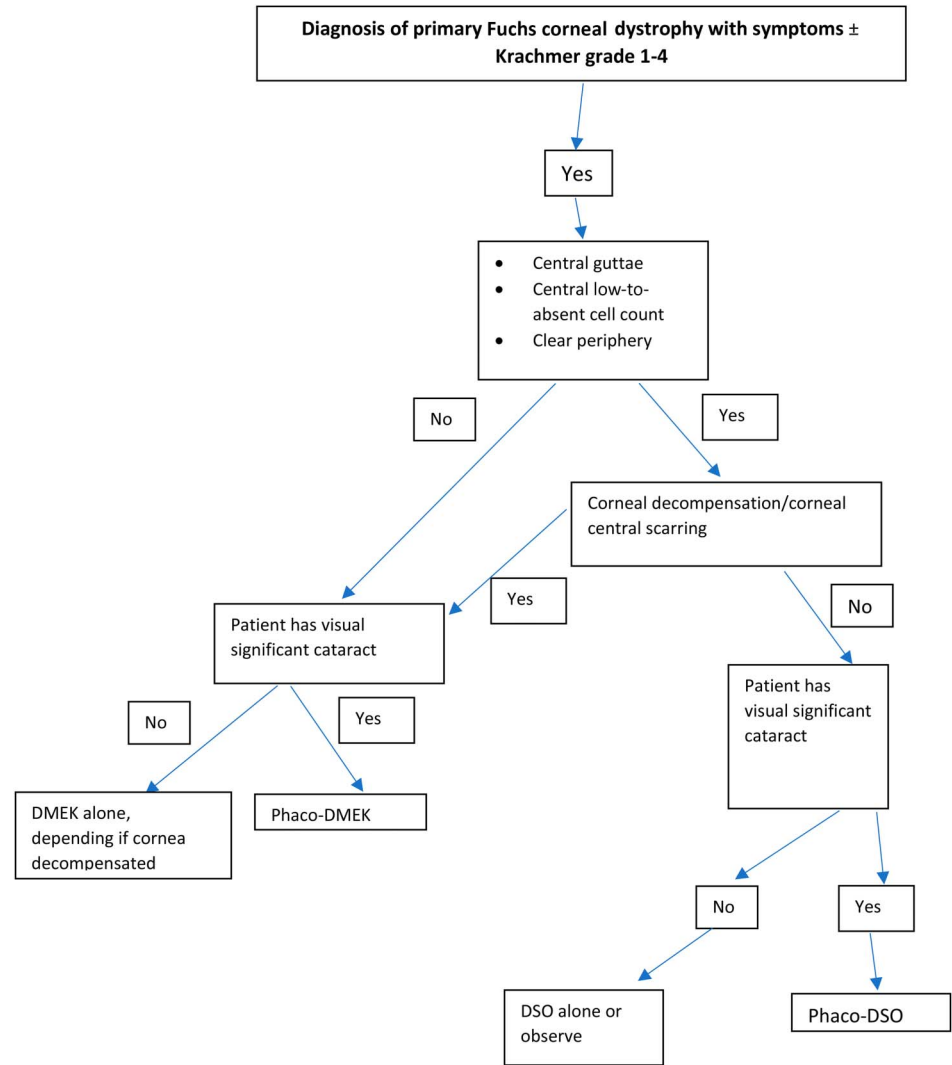 Diagnosis of primary Fuchs corneal dystrophy with symptoms ±
Krachmer grade 1-4
Yes
• Central guttae
• Central low-to-
absent cell count
• Clear periphery
No
Yes
Corneal decompensation/corneal
central scarring
Yes
No
Patient has visual
significant cataract
Patient has
visual significant
cataract
No
Yes
DMEK alone,
depending if cornea
decompensated
Phaco-DMEK
No
Yes
DSO alone or
observe
Phaco-DSO